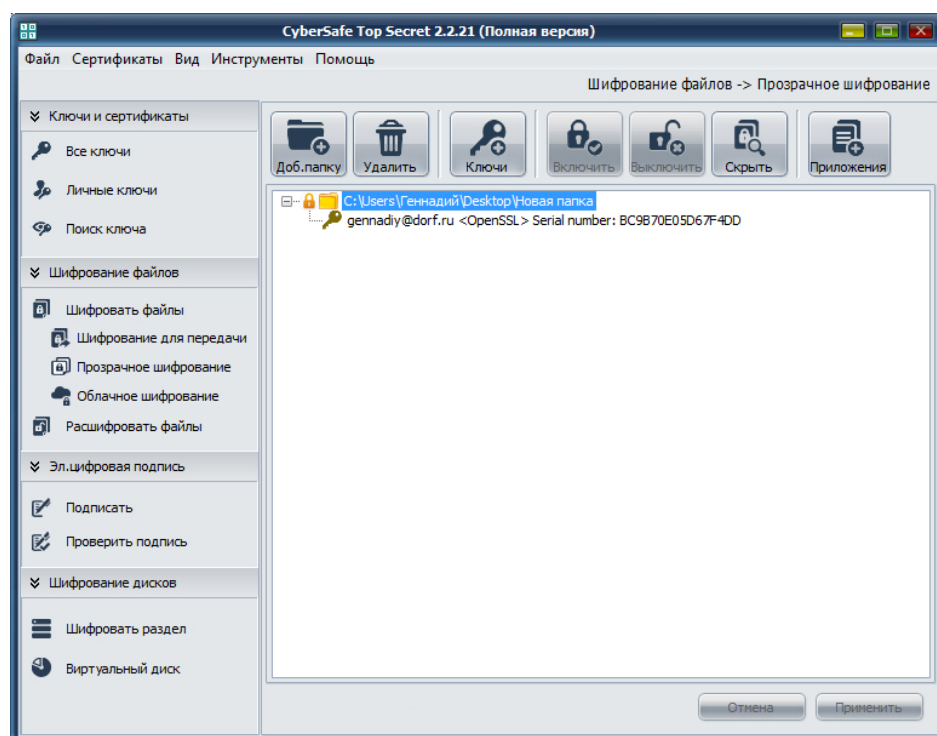 CyberSafe Top Secret 2.2.21 (Полная версия)
Файл Сертификаты Вид Инструменты Помощь
Шифрование файлов -> Прозрачное шифрование
Ключи и сертификаты
Все ключи
Личные ключи
Поиск ключа
Шифрование файлов
Шифровать файлы
Шифрование для передачи
Прозрачное шифрование
Облачное шифрование
Расшифровать файлы
Эл.цифровая подпись
Подписать
Проверить подпись
Шифрование дисков
Шифровать раздел
Виртуальный диск
Доб.папку Удалить Ключи Включить Выключить Скрыть Приложения
C:\Users\Геннадий\Desktop\Новая папка
gennadiy@dorf.ru <OpenSSL> Serial number: BC9B70E05D67F4DD
Отмена Применить